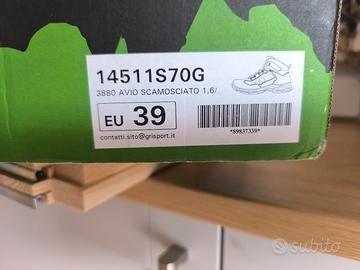 14511S70G
3880 AVIO SCAMOSCIATO 1,6/
EU 39
contatti.sito@grisport.it
*89837339*
subito